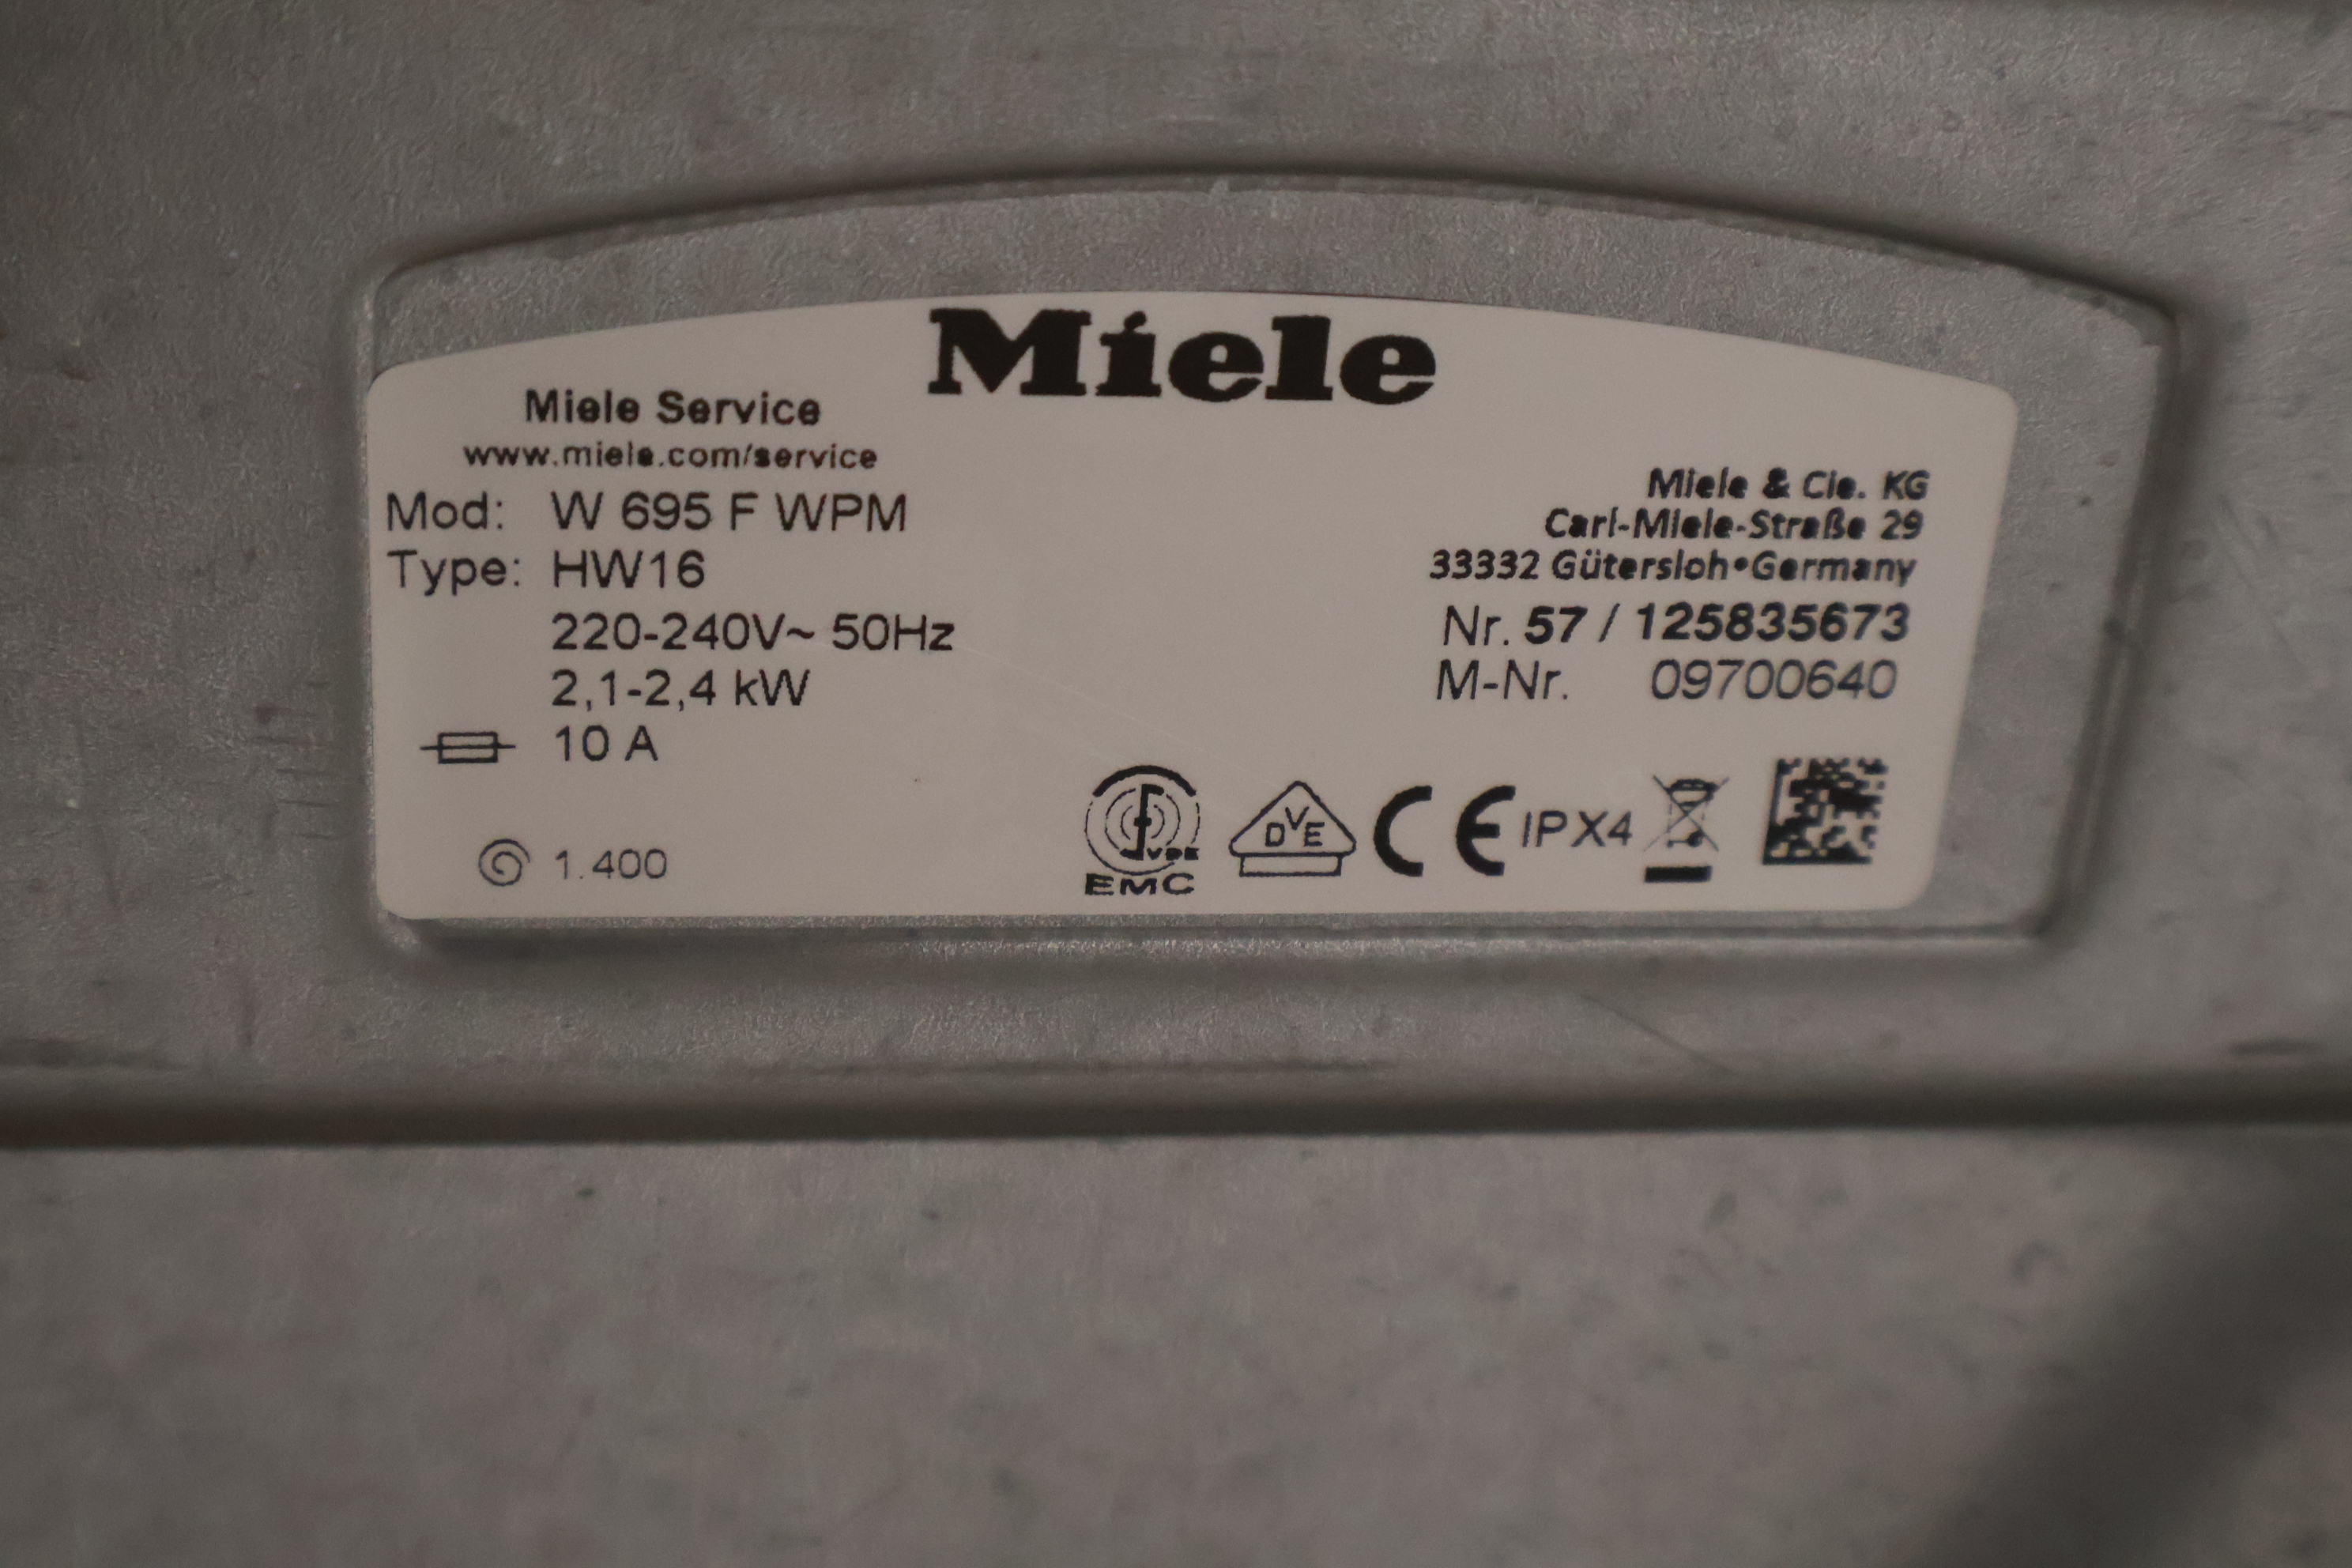 Miele
Miele Service
www.miele.com/service
Mod: W 695 F WPM
Type: HW16
220-240V~ 50Hz
2,1-2,4 kW
10 A
1.400
Miele & Cie. KG
Carl-Miele-Straße 29
33332 Gütersloh•Germany
Nr. 57 / 125835673
M-Nr. 09700640
VDE
EMC
DVE
CE IPX4